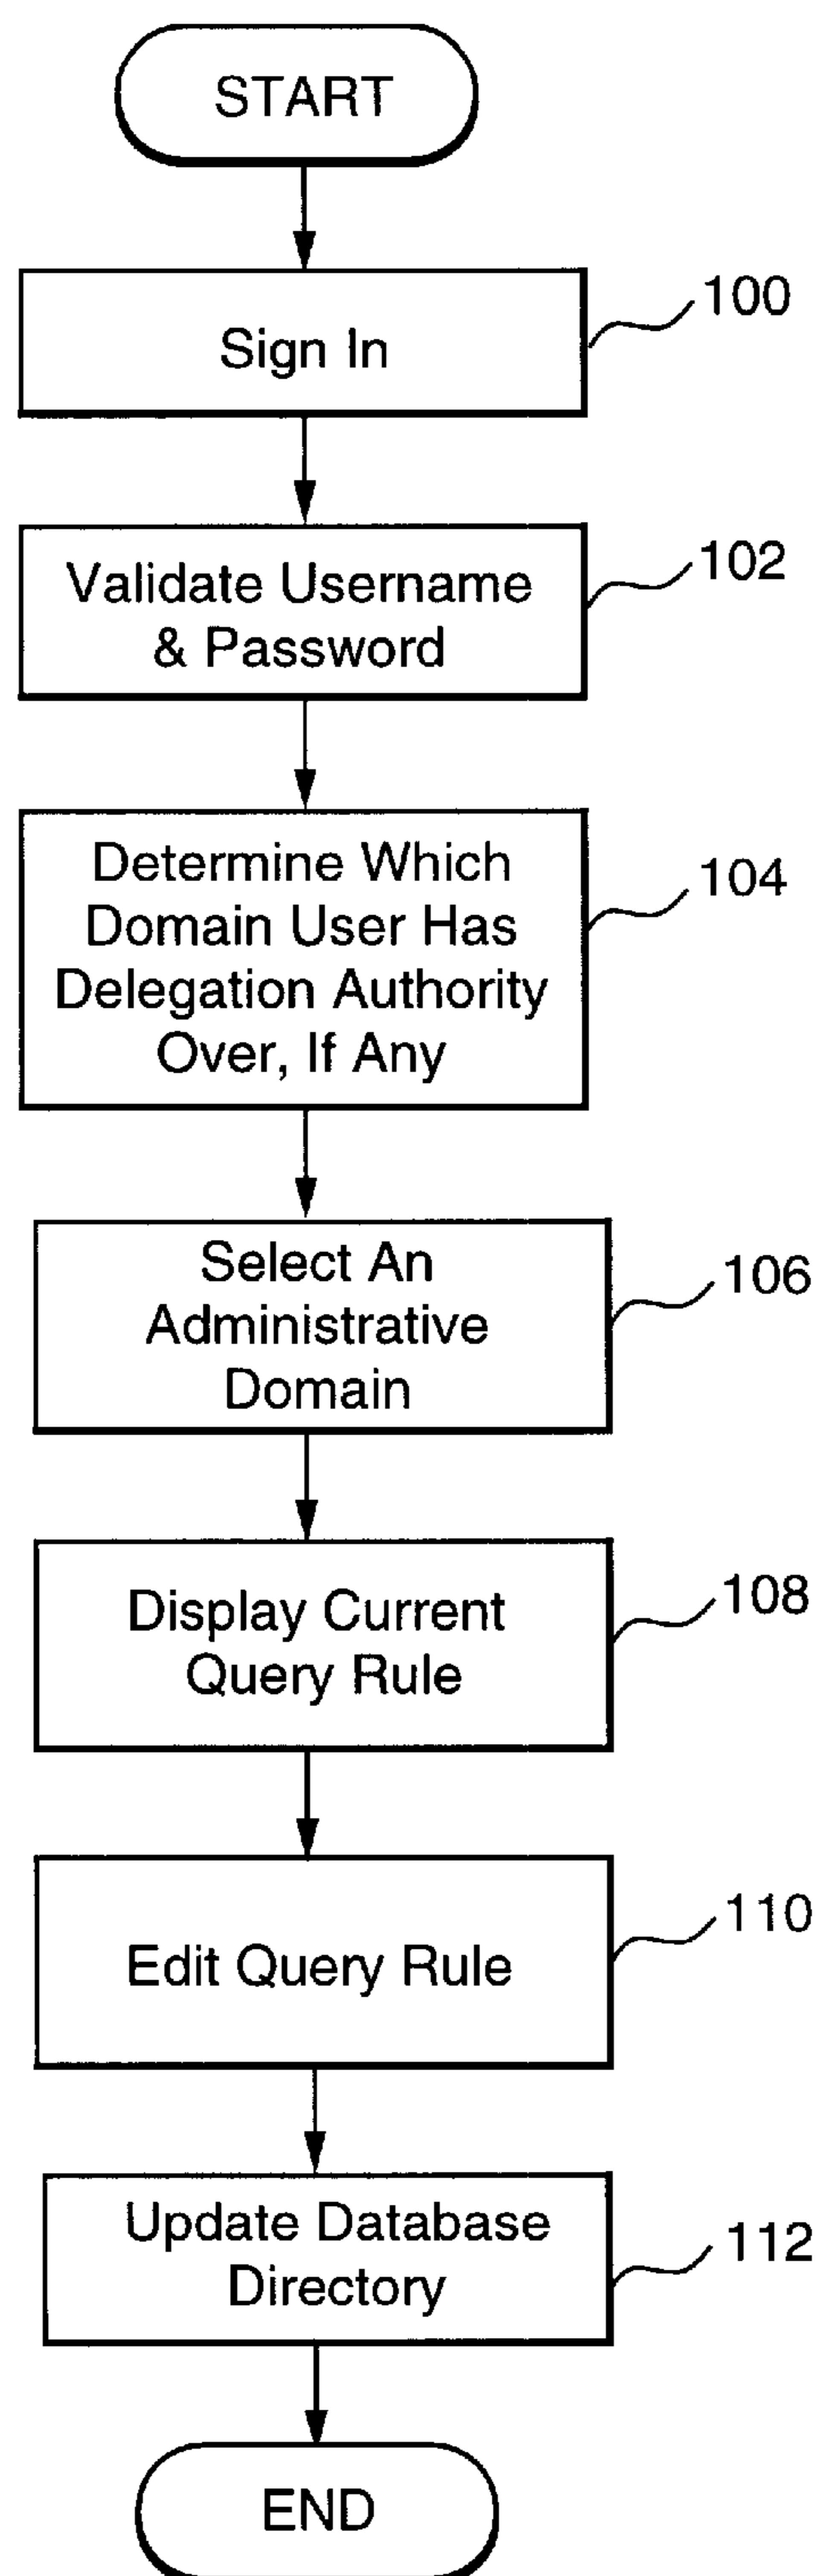 START
Sign In
100
Validate Username
& Password
102
Determine Which
Domain User Has
Delegation Authority
Over, If Any
104
Select An
Administrative
Domain
106
Display Current
Query Rule
108
Edit Query Rule
110
Update Database
Directory
112
END